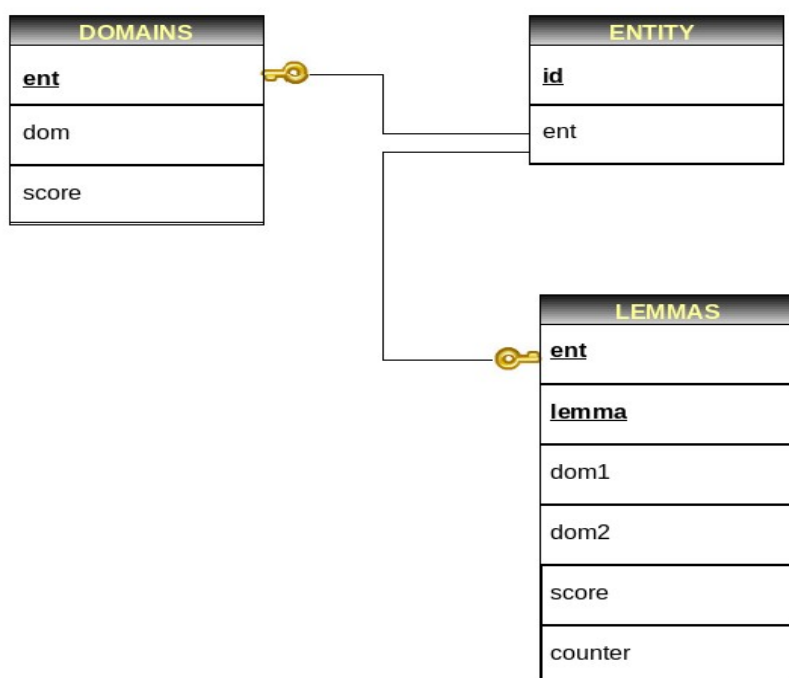 DOMAINS
ent
dom
score
ENTITY
id
ent
LEMMAS
ent
lemma
dom1
dom2
score
counter